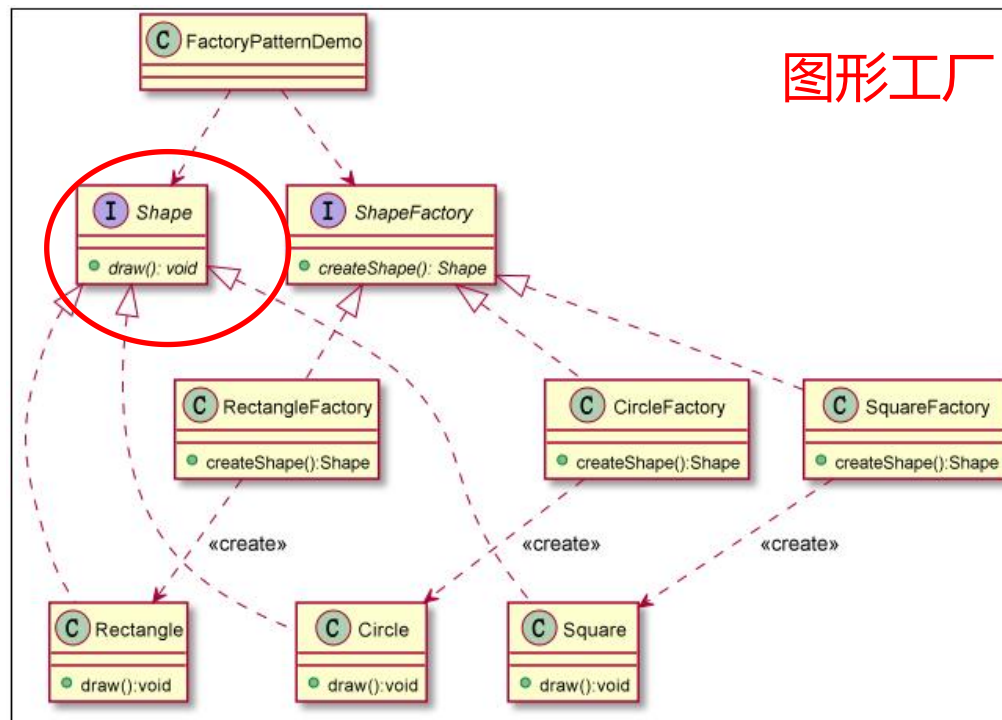 C FactoryPatternDemo
图形工厂
I Shape
draw(): void
I ShapeFactory
createShape(): Shape
C RectangleFactory
createShape():Shape
C CircleFactory
createShape():Shape
C SquareFactory
createShape():Shape
«create»
«create»
«create»
C Rectangle
draw():void
C Circle
draw():void
C Square
draw():void